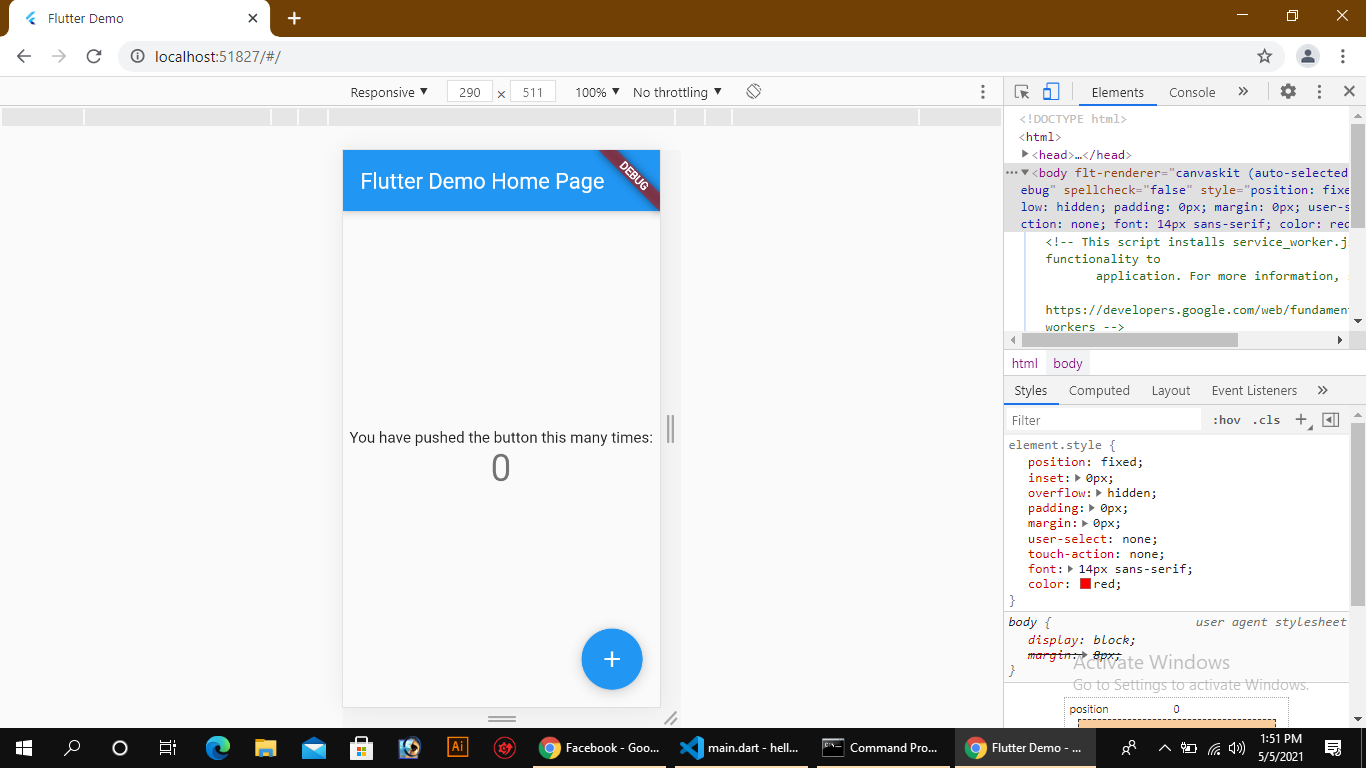 Flutter Demo
localhost:51827/#/
Responsive 290 × 511 100% No throttling
Elements Console »
<!DOCTYPE html>
<html>
<head>…</head>
<body flt-renderer="canvaskit (auto-selected
ebug" spellcheck="false" style="position: fixe
low: hidden; padding: 0px; margin: 0px; user-s
ction: none; font: 14px sans-serif; color: red
<!-- This script installs service_worker.j
functionality to
application. For more information,
https://developers.google.com/web/fundament
workers -->
html body
Styles Computed Layout Event Listeners »
Filter :hov .cls +
element.style {
position: fixed;
inset: 0px;
overflow: hidden;
padding: 0px;
margin: 0px;
user-select: none;
touch-action: none;
font: 14px sans-serif;
color: red;
}
body { user agent stylesheet
display: block;
margin: 8px;
}
Activate Windows
Go to Settings to activate Windows.
position 0
Flutter Demo Home Page
DEBUG
You have pushed the button this many times:
0
+
Ai
Facebook - Goo...
main.dart - hell...
Command Pro...
Flutter Demo - ...
1:51 PM
5/5/2021